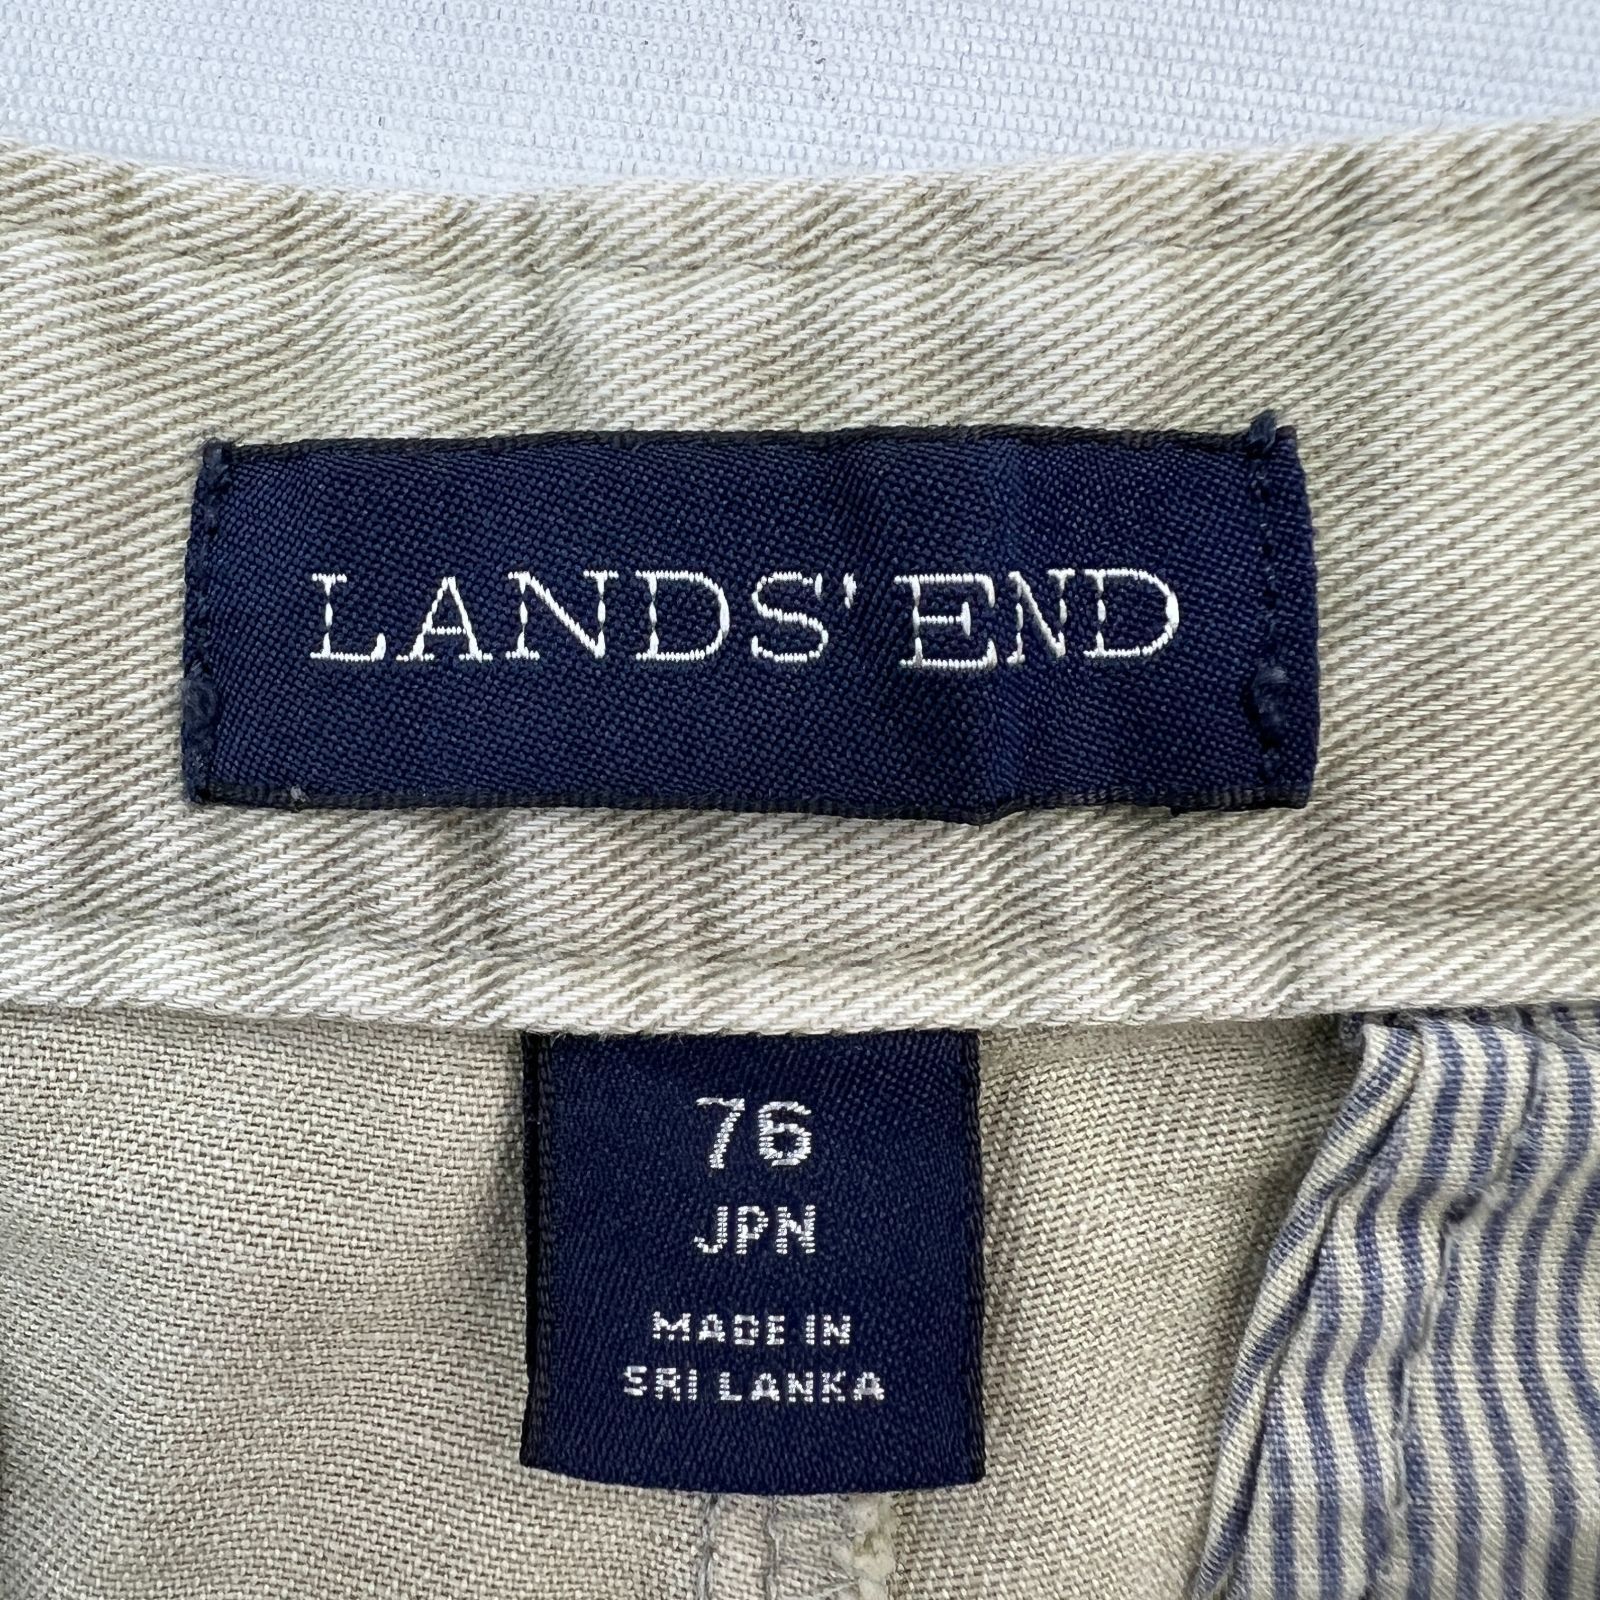 LANDS' END
76
JPN
MADE IN
SRI LANKA